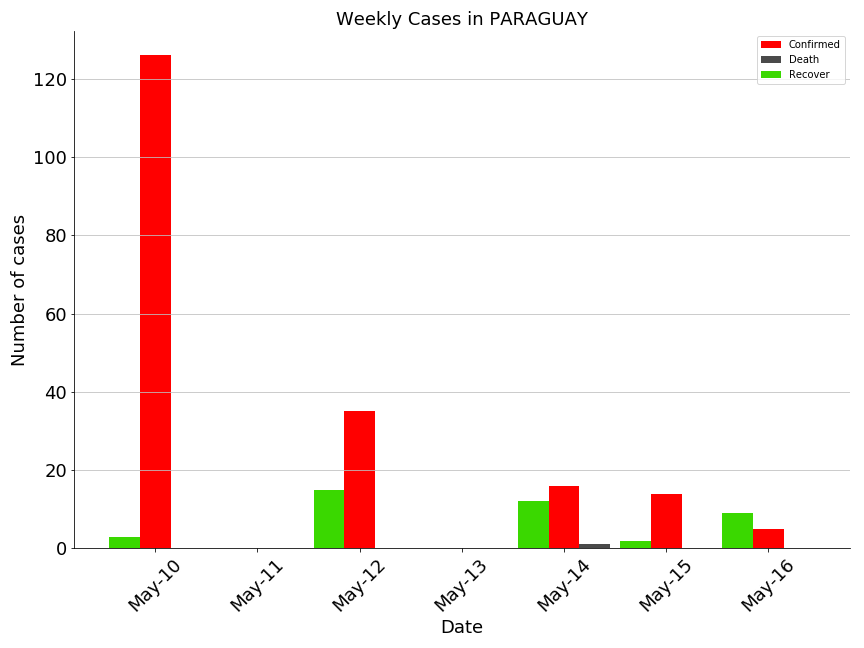 Weekly Cases in PARAGUAY
Confirmed
Death
Recover
120
100
80
60
40
20
0
Number of cases
May-10
May-11
May-12
May-13
May-14
May-15
May-16
Date